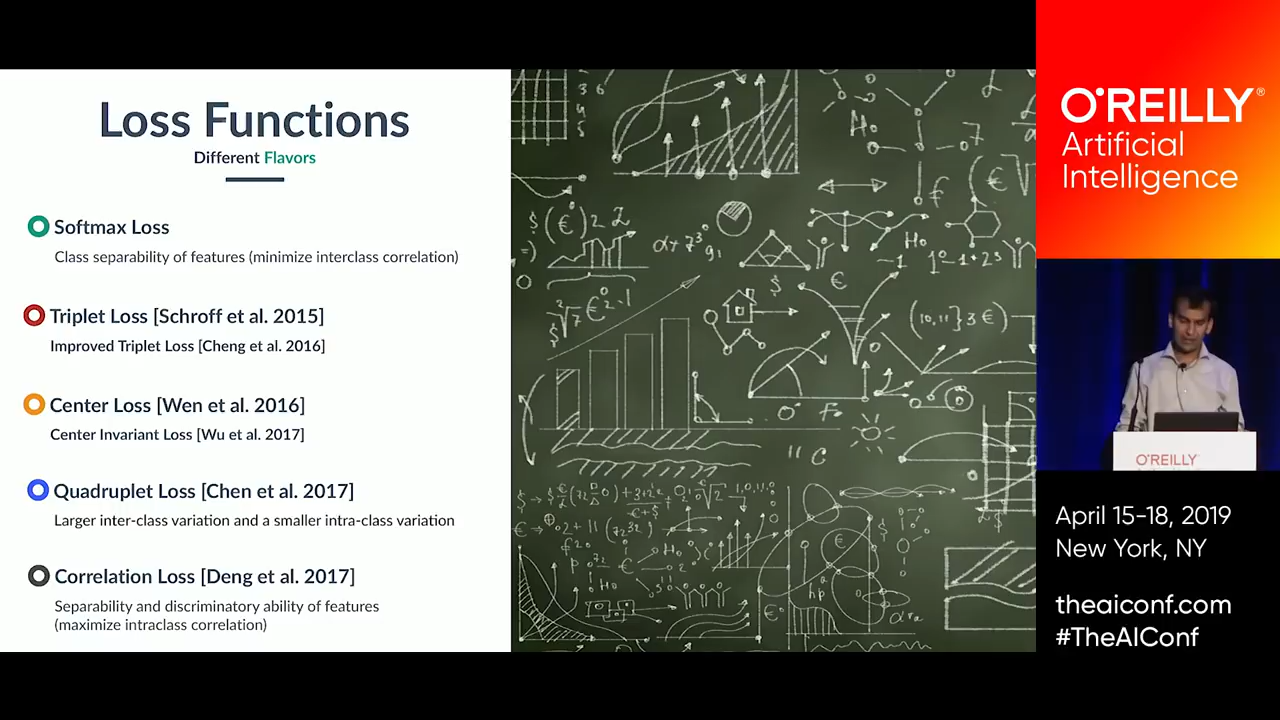 Loss Functions
Different Flavors
Softmax Loss
Class separability of features (minimize interclass correlation)
Triplet Loss [Schroff et al. 2015]
Improved Triplet Loss [Cheng et al. 2016]
Center Loss [Wen et al. 2016]
Center Invariant Loss [Wu et al. 2017]
Quadruplet Loss [Chen et al. 2017]
Larger inter-class variation and a smaller intra-class variation
Correlation Loss [Deng et al. 2017]
Separability and discriminatory ability of features
(maximize intraclass correlation)
O'REILLY®
Artificial
Intelligence
O'REILLY
April 15-18, 2019
New York, NY
theaiconf.com
#TheAIConf